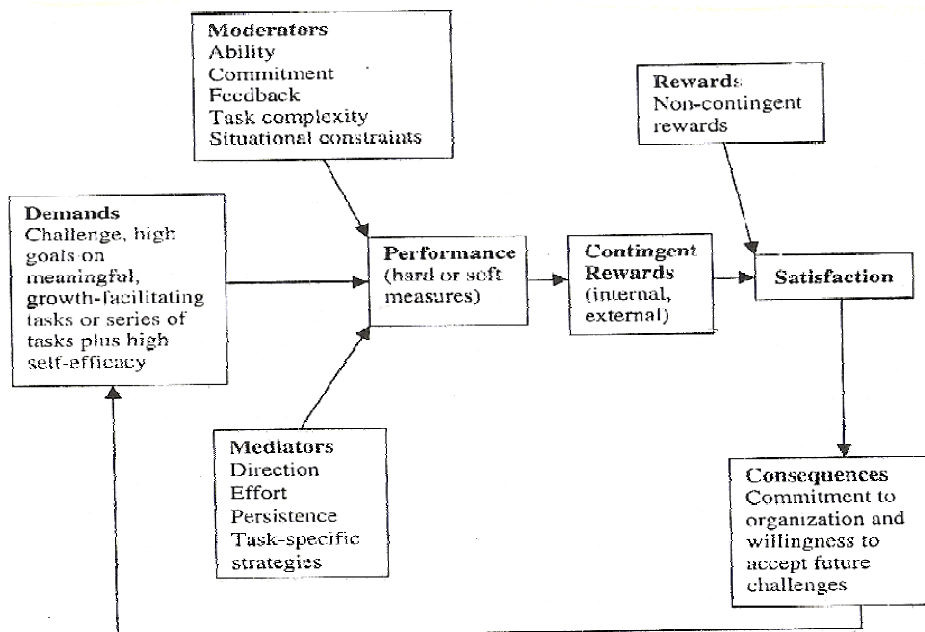 Moderators
Ability
Commitment
Feedback
Task complexity
Situational constraints
Rewards
Non-contingent
rewards
Demands
Challenge, high
goals on
meaningful,
growth-facilitating
tasks or series of
tasks plus high
self-efficacy
Performance
(hard or soft
measures)
Contingent
Rewards
(internal,
external)
Satisfaction
Mediators
Direction
Effort
Persistence
Task-specific
strategies
Consequences
Commitment to
organization and
willingness to
accept future
challenges